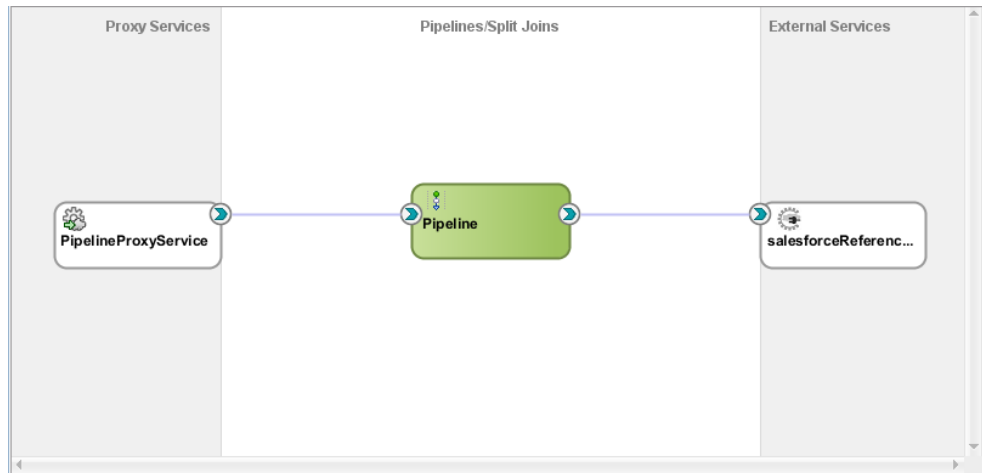 Proxy Services
Pipelines/Split Joins
External Services
PipelineProxyService
Pipeline
salesforceReferenc...